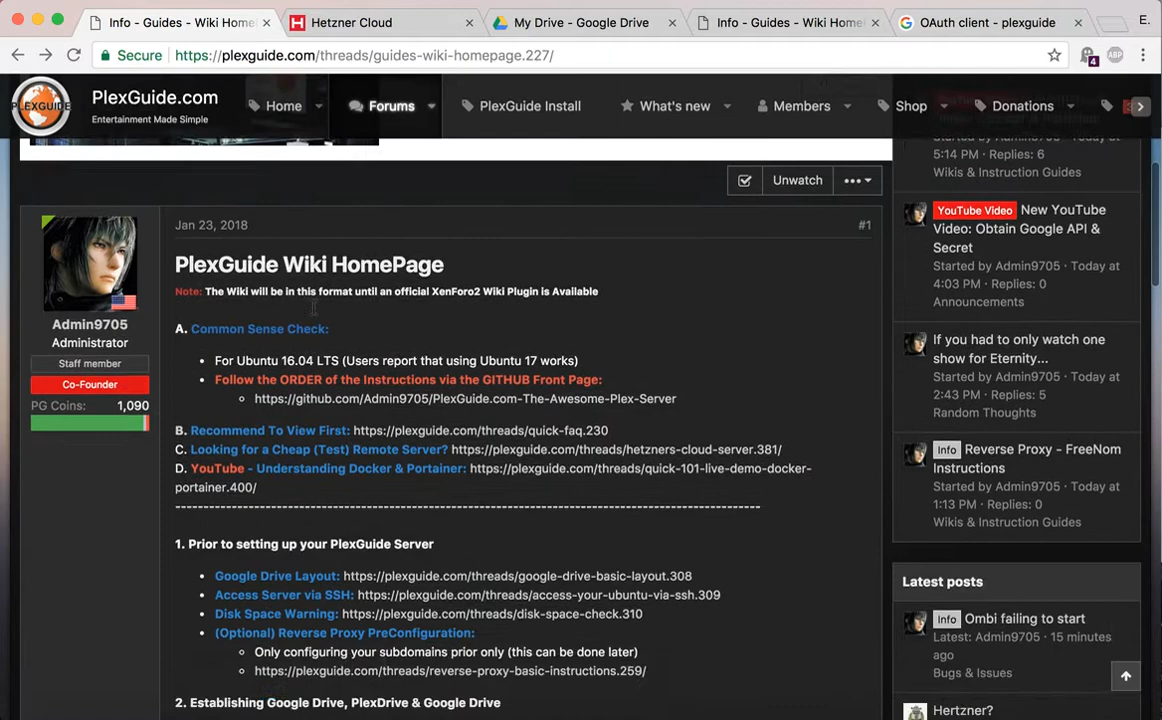 Info - Guides - Wiki Home
Hetzner Cloud
My Drive - Google Drive
Info - Guides - Wiki Home
OAuth client - plexguide
E.
Secure
https://plexguide.com/threads/guides-wiki-homepage.227/
4
ABP
PLEXGUIDE
PlexGuide.com
Entertainment Made Simple
Home
Forums
PlexGuide Install
What's new
Members
Shop
Donations
Unwatch
Jan 23, 2018
#1
Admin9705
Administrator
Staff member
Co-Founder
PG Coins: 1,090
PlexGuide Wiki HomePage
Note: The Wiki will be in this format until an official XenForo2 Wiki Plugin is Available
A. Common Sense Check:
• For Ubuntu 16.04 LTS (Users report that using Ubuntu 17 works)
• Follow the ORDER of the Instructions via the GITHUB Front Page:
https://github.com/Admin9705/PlexGuide.com-The-Awesome-Plex-Server
B. Recommend To View First: https://plexguide.com/threads/quick-faq.230
C. Looking for a Cheap (Test) Remote Server? https://plexguide.com/threads/hetzners-cloud-server.381/
D. YouTube - Understanding Docker & Portainer: https://plexguide.com/threads/quick-101-live-demo-docker-
portainer.400/
1. Prior to setting up your PlexGuide Server
• Google Drive Layout: https://plexguide.com/threads/google-drive-basic-layout.308
• Access Server via SSH: https://plexguide.com/threads/access-your-ubuntu-via-ssh.309
• Disk Space Warning: https://plexguide.com/threads/disk-space-check.310
• (Optional) Reverse Proxy PreConfiguration:
Only configuring your subdomains prior only (this can be done later)
https://plexguide.com/threads/reverse-proxy-basic-instructions.259/
2. Establishing Google Drive, PlexDrive & Google Drive
5:14 PM · Replies: 6
Wikis & Instruction Guides
YouTube Video New YouTube
Video: Obtain Google API &
Secret
Started by Admin9705 · Today at
4:03 PM · Replies: 0
Announcements
If you had to only watch one
show for Eternity...
Started by Admin9705 · Today at
2:43 PM · Replies: 5
Random Thoughts
Info Reverse Proxy - FreeNom
Instructions
Started by Admin9705 · Today at
1:13 PM · Replies: 0
Wikis & Instruction Guides
Latest posts
Info Ombi failing to start
Latest: Admin9705 · 15 minutes
ago
Bugs & Issues
Hertzner?